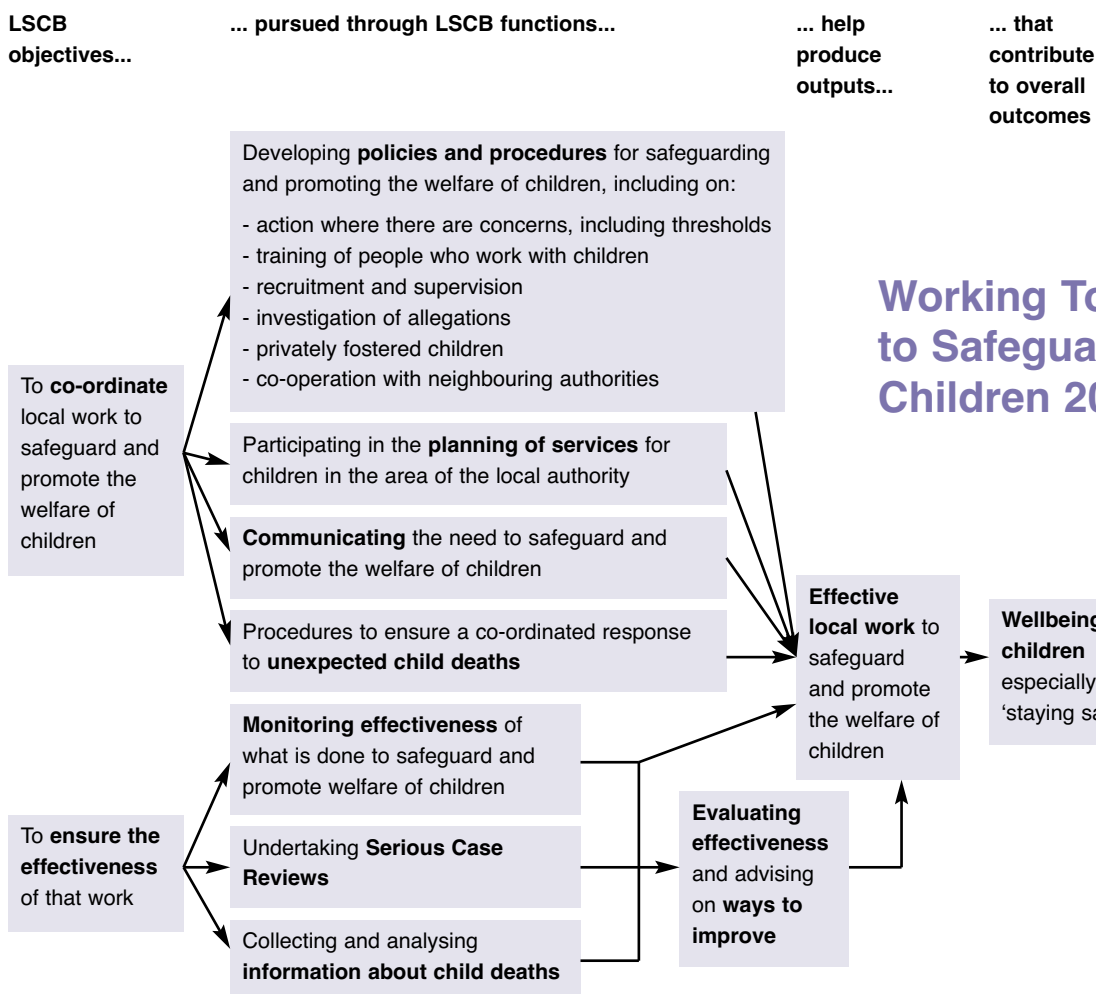 LSCB
objectives...
... pursued through LSCB functions...
... help
produce
outputs...
... that
contribute
to overall
outcomes
Developing policies and procedures for safeguarding
and promoting the welfare of children, including on:
- action where there are concerns, including thresholds
- training of people who work with children
- recruitment and supervision
- investigation of allegations
- privately fostered children
- co-operation with neighbouring authorities
Working To
to Safegua
Children 20
To co-ordinate
local work to
safeguard and
promote the
welfare of
children
Participating in the planning of services for
children in the area of the local authority
Communicating the need to safeguard and
promote the welfare of children
Procedures to ensure a co-ordinated response
to unexpected child deaths
Effective
local work to
safeguard
and promote
the welfare of
children
Wellbeing
children
especially
‘staying sa
Monitoring effectiveness of
what is done to safeguard and
promote welfare of children
To ensure the
effectiveness
of that work
Undertaking Serious Case
Reviews
Evaluating
effectiveness
and advising
on ways to
improve
Collecting and analysing
information about child deaths